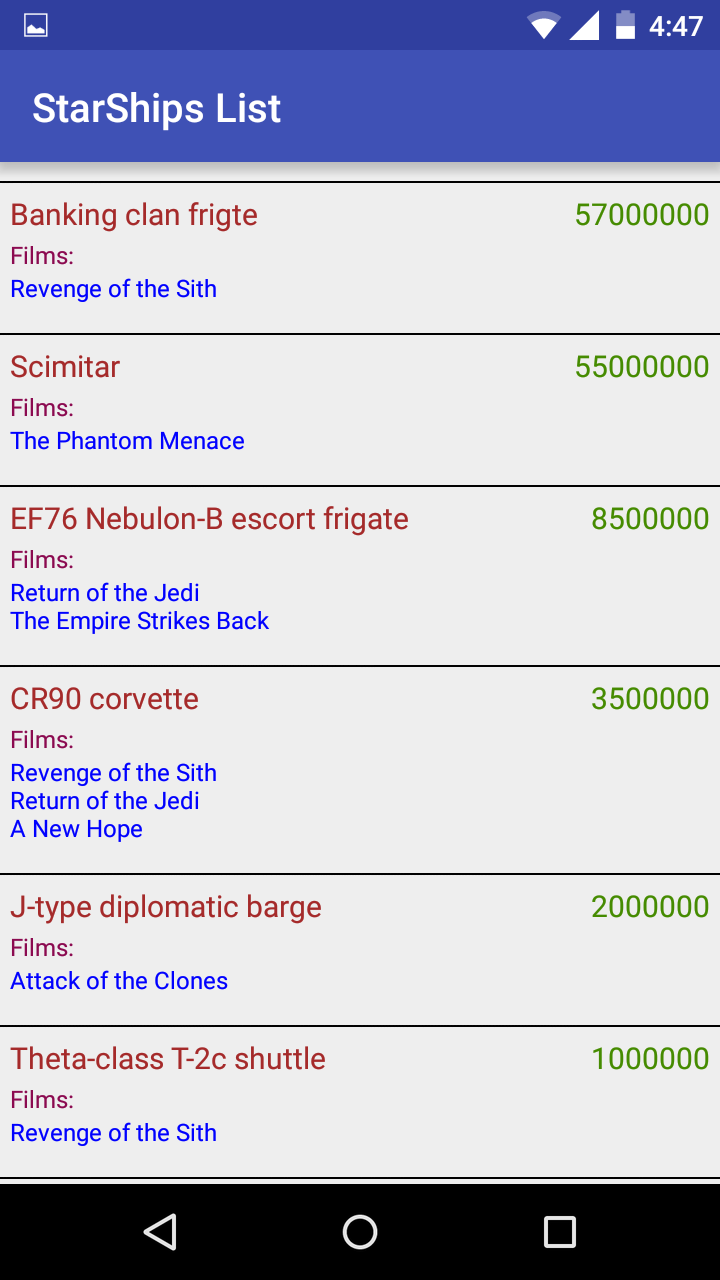 4:47
StarShips List
Banking clan frigte 57000000
Films:
Revenge of the Sith
Scimitar 55000000
Films:
The Phantom Menace
EF76 Nebulon-B escort frigate 8500000
Films:
Return of the Jedi
The Empire Strikes Back
CR90 corvette 3500000
Films:
Revenge of the Sith
Return of the Jedi
A New Hope
J-type diplomatic barge 2000000
Films:
Attack of the Clones
Theta-class T-2c shuttle 1000000
Films:
Revenge of the Sith